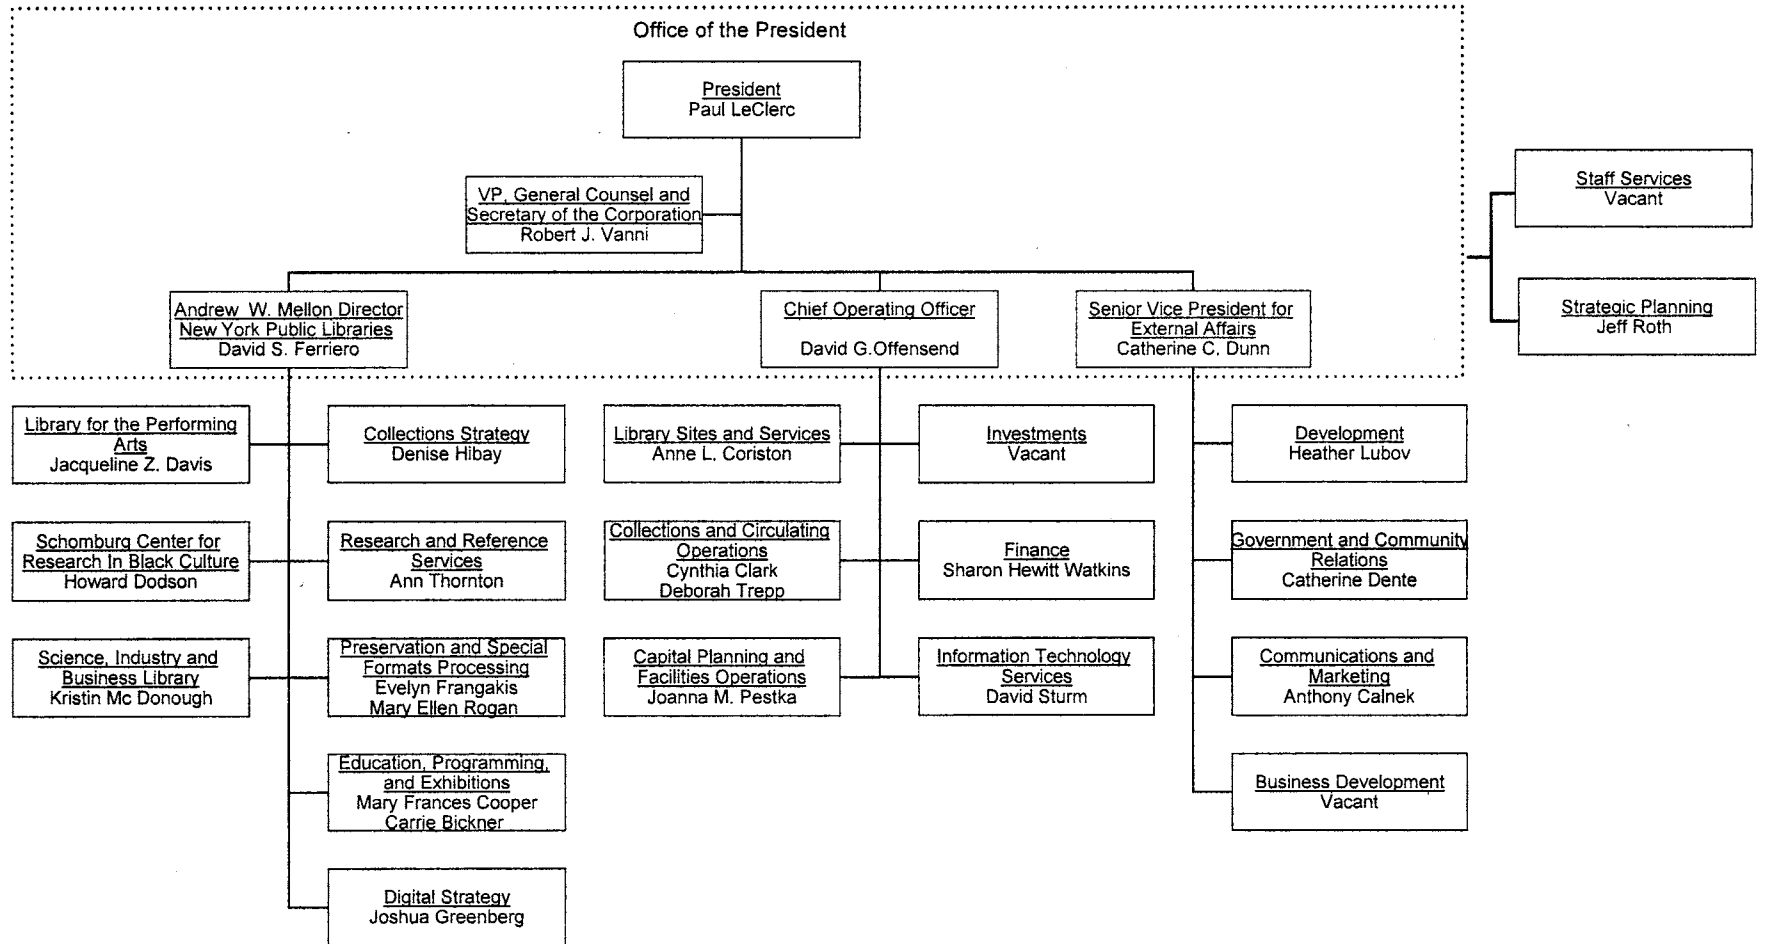 Office of the President
President
Paul LeClerc
VP, General Counsel and
Secretary of the Corporation
Robert J. Vanni
Staff Services
Vacant
Strategic Planning
Jeff Roth
Andrew W. Mellon Director
New York Public Libraries
David S. Ferriero
Chief Operating Officer
David G.Offensend
Senior Vice President for
External Affairs
Catherine C. Dunn
Library for the Performing
Arts
Jacqueline Z. Davis
Collections Strategy
Denise Hibay
Library Sites and Services
Anne L. Coriston
Investments
Vacant
Development
Heather Lubov
Schomburg Center for
Research In Black Culture
Howard Dodson
Research and Reference
Services
Ann Thornton
Collections and Circulating
Operations
Cynthia Clark
Deborah Trepp
Finance
Sharon Hewitt Watkins
Government and Community
Relations
Catherine Dente
Science, Industry and
Business Library
Kristin Mc Donough
Preservation and Special
Formats Processing
Evelyn Frangakis
Mary Ellen Rogan
Capital Planning and
Facilities Operations
Joanna M. Pestka
Information Technology
Services
David Sturm
Communications and
Marketing
Anthony Calnek
Education, Programming,
and Exhibitions
Mary Frances Cooper
Carrie Bickner
Business Development
Vacant
Digital Strategy
Joshua Greenberg